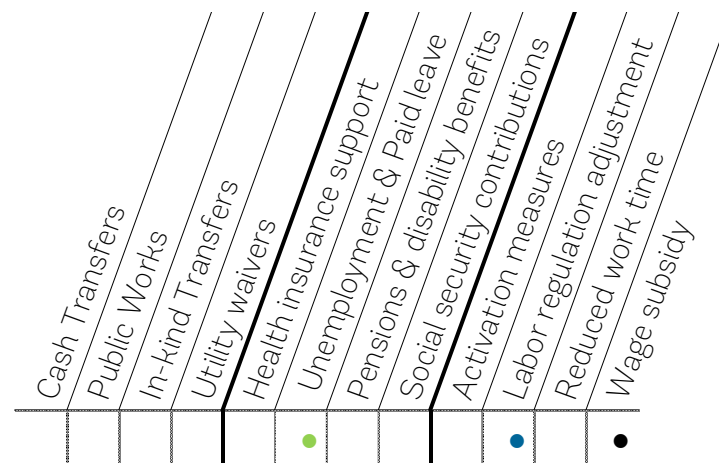 Cash Transfers
Public Works
In-kind Transfers
Utility waivers
Health insurance support
Unemployment & Paid leave
Pensions & disability benefits
Social security contributions
Activation measures
Labor regulation adjustment
Reduced work time
Wage subsidy